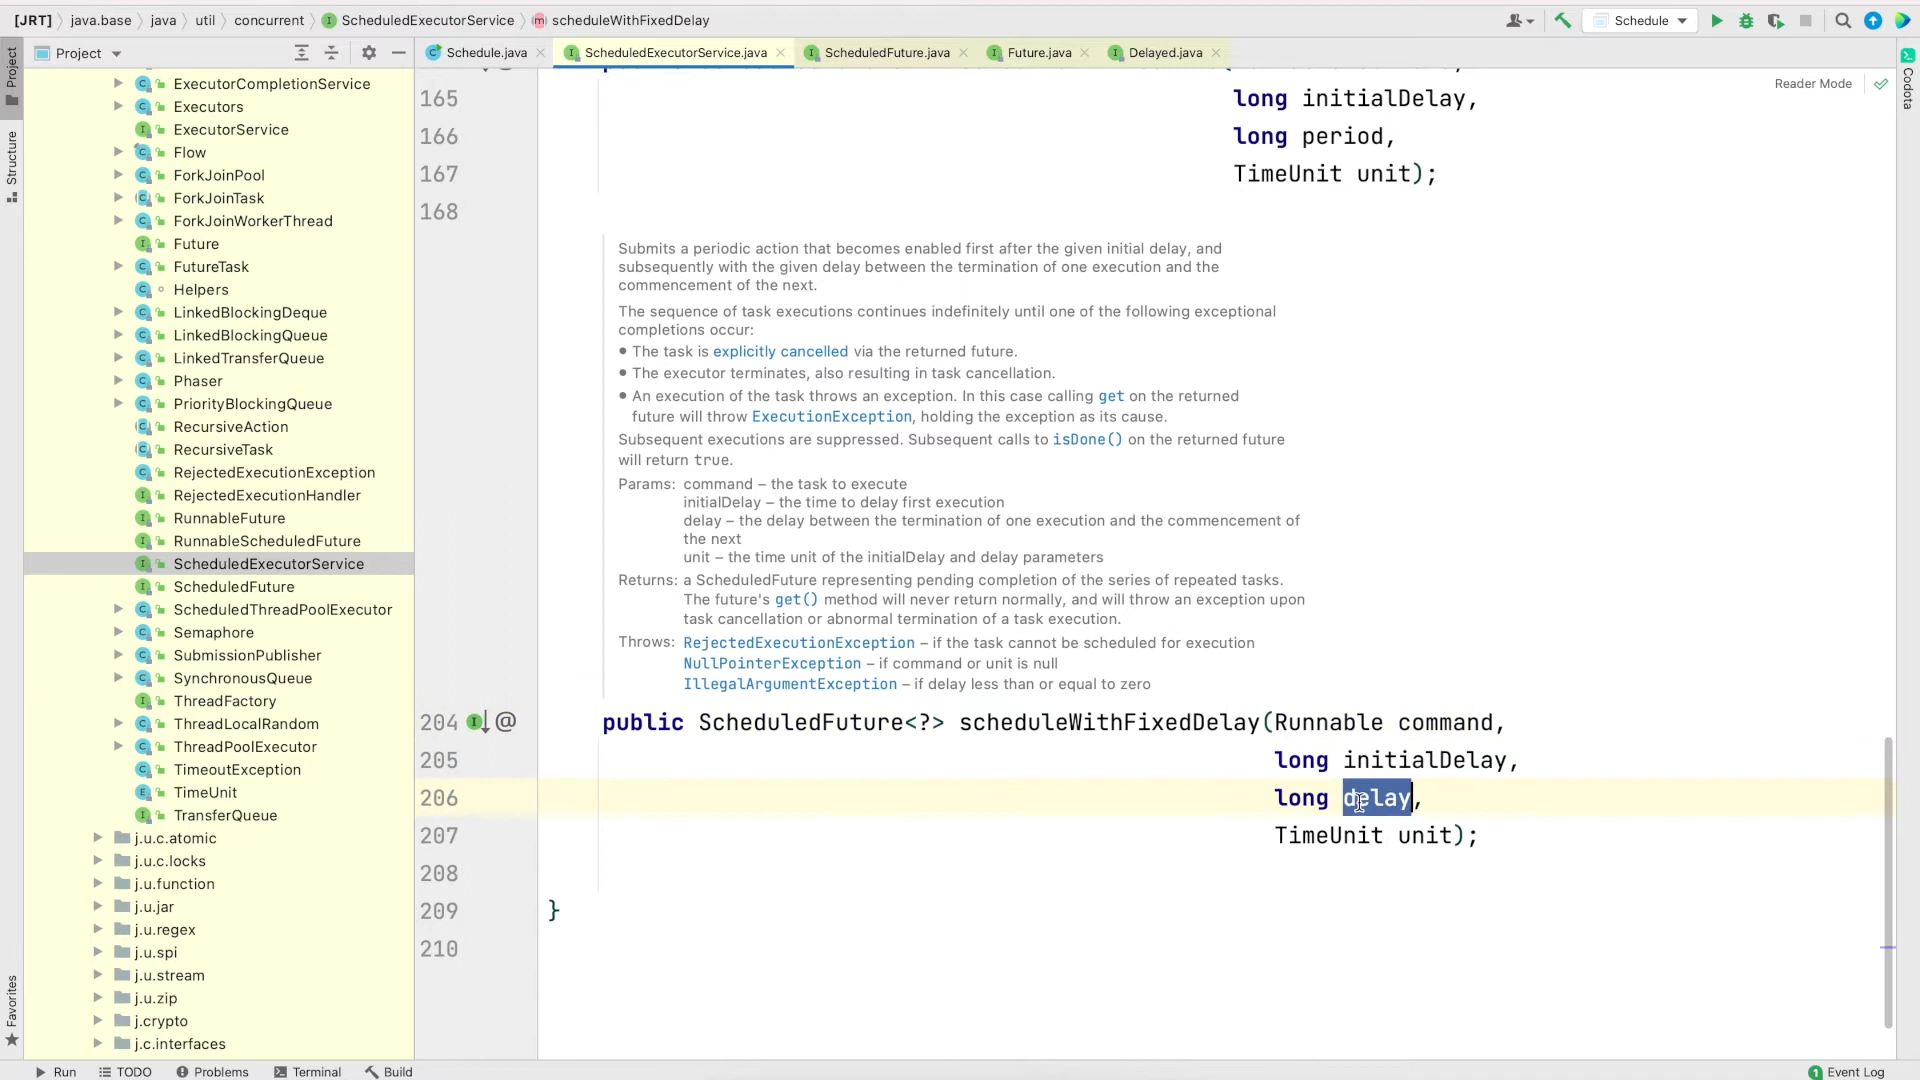 [JRT] java.base java util concurrent ScheduledExecutorService scheduleWithFixedDelay
Schedule
Project
Schedule.java
ScheduledExecutorService.java
ScheduledFuture.java
Future.java
Delayed.java
Project
Structure
Favorites
Codota
Reader Mode
ExecutorCompletionService
Executors
ExecutorService
Flow
ForkJoinPool
ForkJoinTask
ForkJoinWorkerThread
Future
FutureTask
Helpers
LinkedBlockingDeque
LinkedBlockingQueue
LinkedTransferQueue
Phaser
PriorityBlockingQueue
RecursiveAction
RecursiveTask
RejectedExecutionException
RejectedExecutionHandler
RunnableFuture
RunnableScheduledFuture
ScheduledExecutorService
ScheduledFuture
ScheduledThreadPoolExecutor
Semaphore
SubmissionPublisher
SynchronousQueue
ThreadFactory
ThreadLocalRandom
ThreadPoolExecutor
TimeoutException
TimeUnit
TransferQueue
j.u.c.atomic
j.u.c.locks
j.u.function
j.u.jar
j.u.regex
j.u.spi
j.u.stream
j.u.zip
j.crypto
j.c.interfaces
165 long initialDelay,
166 long period,
167 TimeUnit unit);
168
Submits a periodic action that becomes enabled first after the given initial delay, and
subsequently with the given delay between the termination of one execution and the
commencement of the next.
The sequence of task executions continues indefinitely until one of the following exceptional
completions occur:
• The task is explicitly cancelled via the returned future.
• The executor terminates, also resulting in task cancellation.
• An execution of the task throws an exception. In this case calling get on the returned
future will throw ExecutionException, holding the exception as its cause.
Subsequent executions are suppressed. Subsequent calls to isDone() on the returned future
will return true.
Params: command – the task to execute
initialDelay – the time to delay first execution
delay – the delay between the termination of one execution and the commencement of
the next
unit – the time unit of the initialDelay and delay parameters
Returns: a ScheduledFuture representing pending completion of the series of repeated tasks.
The future's get() method will never return normally, and will throw an exception upon
task cancellation or abnormal termination of a task execution.
Throws: RejectedExecutionException – if the task cannot be scheduled for execution
NullPointerException – if command or unit is null
IllegalArgumentException – if delay less than or equal to zero
204 @ public ScheduledFuture<?> scheduleWithFixedDelay(Runnable command,
205 long initialDelay,
206 long delay,
207 TimeUnit unit);
208
209 }
210
Run
TODO
Problems
Terminal
Build
1 Event Log